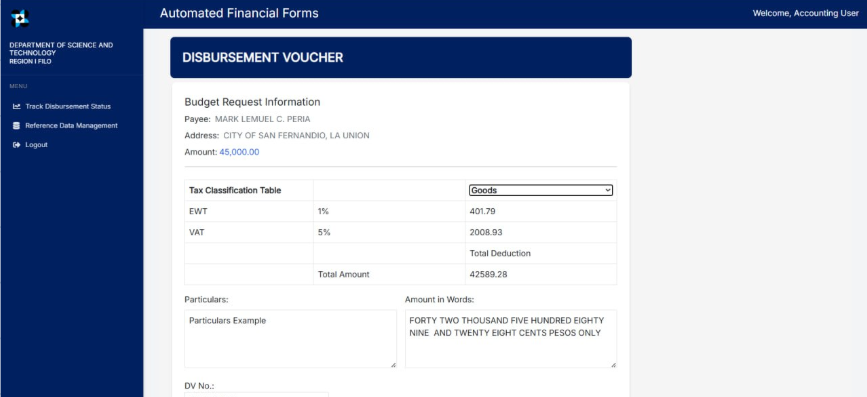 Automated Financial Forms
Welcome, Accounting User
DEPARTMENT OF SCIENCE AND
TECHNOLOGY
REGION I FILO
MENU
Track Disbursement Status
Reference Data Management
Logout
DISBURSEMENT VOUCHER
Budget Request Information
Payee: MARK LEMUEL C. PERIA
Address: CITY OF SAN FERNANDIO, LA UNION
Amount: 45,000.00
Tax Classification Table Goods
EWT 1% 401.79
VAT 5% 2008.93
Total Deduction
Total Amount 42589.28
Particulars:
Particulars Example
Amount in Words:
FORTY TWO THOUSAND FIVE HUNDRED EIGHTY
NINE AND TWENTY EIGHT CENTS PESOS ONLY
DV No.: